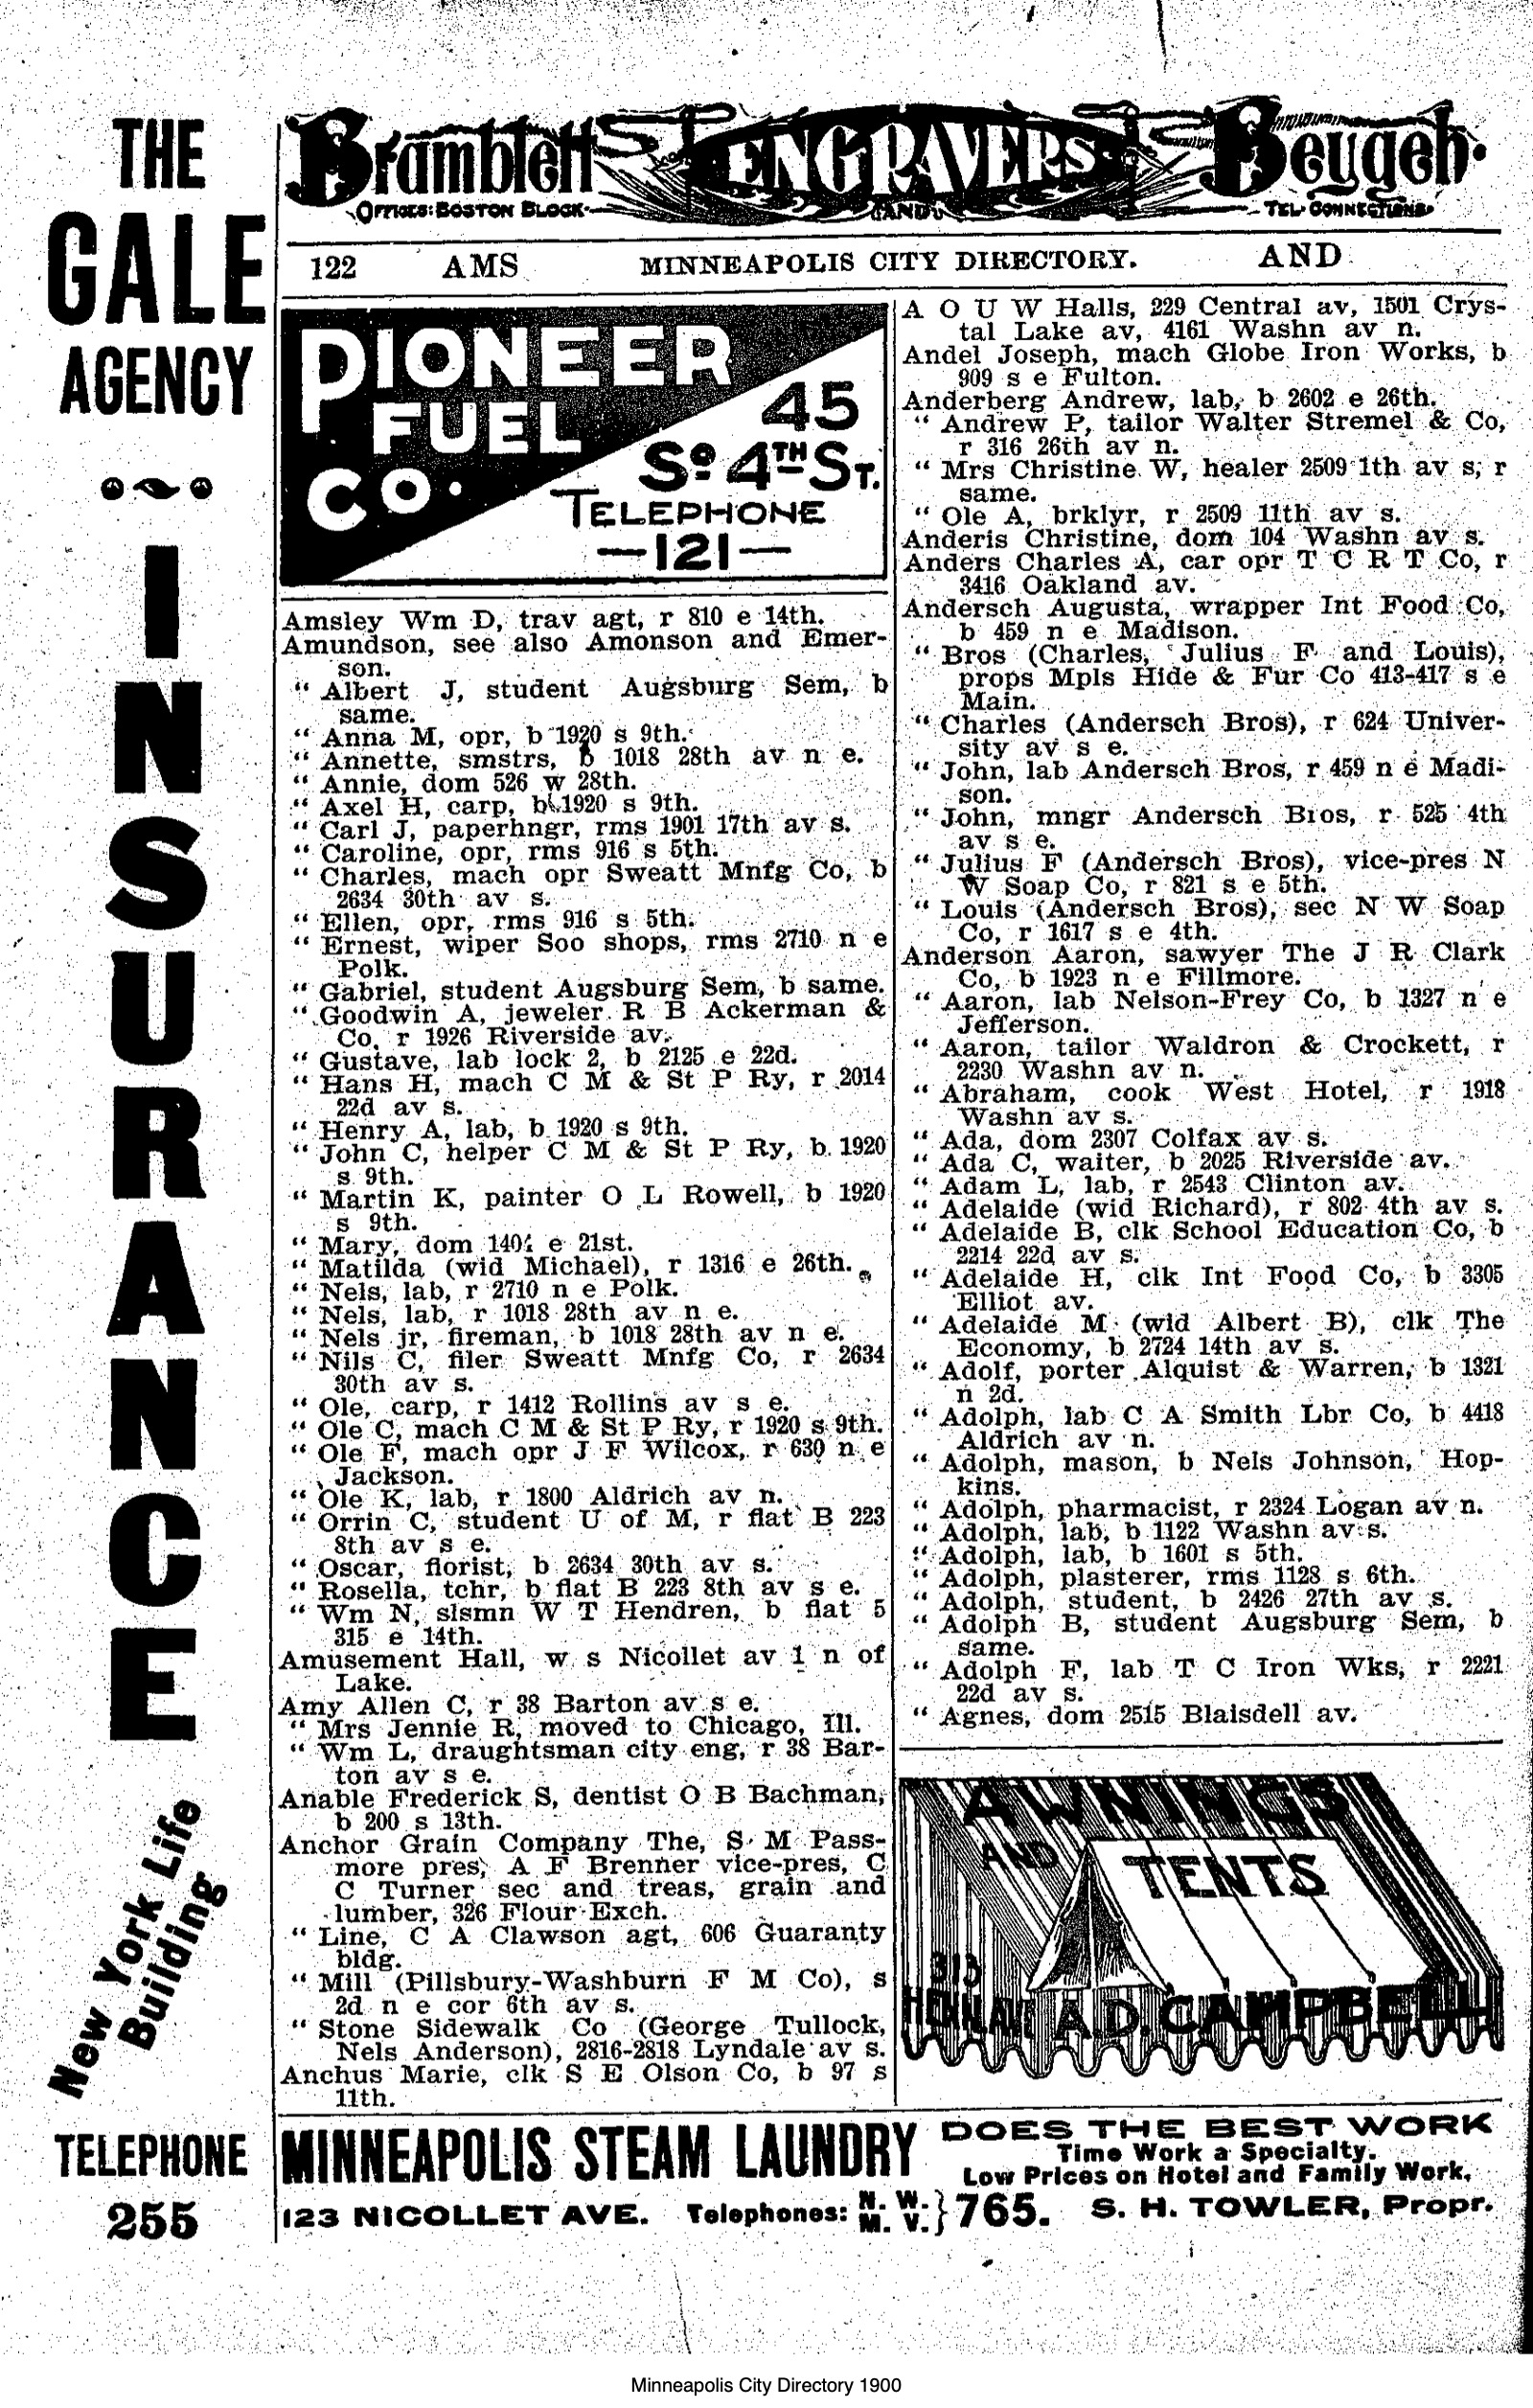 THE
GALE
AGENCY
INSURANCE
New York Life
Building
TELEPHONE
255
Bramblett ENGRAVERS AND Beygeh.
OFFICES: BOSTON BLOCK. TEL. CONNECTIONS.
122 AMS MINNEAPOLIS CITY DIRECTORY. AND
PIONEER
FUEL
CO.
45
So 4TH ST.
TELEPHONE
—121—
Amsley Wm D, trav agt, r 810 e 14th.
Amundson, see also Amonson and Emer-
son.
“ Albert J, student Augsburg Sem, b
same.
“ Anna M, opr, b 1920 s 9th.
“ Annette, smstrs, b 1018 28th av n e.
“ Annie, dom 526 w 28th.
“ Axel H, carp, b 1920 s 9th.
“ Carl J, paperhngr, rms 1901 17th av s.
“ Caroline, opr, rms 916 s 5th.
“ Charles, mach opr Sweatt Mnfg Co, b
2634 30th av s.
“ Ellen, opr, rms 916 s 5th.
“ Ernest, wiper Soo shops, rms 2710 n e
Polk.
“ Gabriel, student Augsburg Sem, b same.
“ Goodwin A, jeweler R B Ackerman &
Co, r 1926 Riverside av.
“ Gustave, lab lock 2, b 2125 e 22d.
“ Hans H, mach C M & St P Ry, r 2014
22d av s.
“ Henry A, lab, b 1920 s 9th.
“ John C, helper C M & St P Ry, b 1920
s 9th.
“ Martin K, painter O L Rowell, b 1920
s 9th.
“ Mary, dom e 21st.
“ Matilda (wid Michael), r 1316 e 26th.
“ Nels, lab, r 2710 n e Polk.
“ Nels, lab, r 1018 28th av n e.
“ Nels jr, fireman, b 1018 28th av n e.
“ Nils C, filer Sweatt Mnfg Co, r 2634
30th av s.
“ Ole, carp, r 1412 Rollins av s e.
“ Ole C, mach C M & St P Ry, r 1920 s 9th.
“ Ole F, mach opr J F Wilcox, r 630 n e
Jackson.
“ Ole K, lab, r 1800 Aldrich av n.
“ Orrin C, student U of M, r flat B 223
8th av s e.
“ Oscar, florist, b 2634 30th av s.
“ Rosella, tchr, b flat B 223 8th av s e.
“ Wm N, slsmn W T Hendren, b flat 5
315 e 14th.
Amusement Hall, w s Nicollet av 1 n of
Lake.
Amy Allen C, r 38 Barton av s e.
“ Mrs Jennie R, moved to Chicago, Ill.
“ Wm L, draughtsman city eng, r 38 Bar-
ton av s e.
Anable Frederick S, dentist O B Bachman,
b 200 s 13th.
Anchor Grain Company The, S M Pass-
more pres, A F Brenner vice-pres, C
C Turner sec and treas, grain and
lumber, 326 Flour Exch.
“ Line, C A Clawson agt, 606 Guaranty
bldg.
“ Mill (Pillsbury-Washburn F M Co), s
2d n e cor 6th av s.
“ Stone Sidewalk Co (George Tullock,
Nels Anderson), 2816-2818 Lyndale av s.
Anchus Marie, clk S E Olson Co, b 97 s
11th.
A O U W Halls, 229 Central av, 1501 Crys-
tal Lake av, 4161 Washn av n.
Andel Joseph, mach Globe Iron Works, b
909 s e Fulton.
Anderberg Andrew, lab, b 2602 e 26th.
“ Andrew P, tailor Walter Stremel & Co,
r 316 26th av n.
“ Mrs Christine W, healer 2509 1th av s, r
same.
“ Ole A, brklyr, r 2509 11th av s.
Anderis Christine, dom 104 Washn av s.
Anders Charles A, car opr T C R T Co, r
3416 Oakland av.
Andersch Augusta, wrapper Int Food Co,
b 459 n e Madison.
“ Bros (Charles, Julius F and Louis),
props Mpls Hide & Fur Co 413-417 s e
Main.
“ Charles (Andersch Bros), r 624 Univer-
sity av s e.
“ John, lab Andersch Bros, r 459 n e Madi-
son.
“ John, mngr Andersch Bros, r 525 4th
av s e.
“ Julius F (Andersch Bros), vice-pres N
W Soap Co, r 821 s e 5th.
“ Louis (Andersch Bros), sec N W Soap
Co, r 1617 s e 4th.
Anderson Aaron, sawyer The J R Clark
Co, b 1923 n e Fillmore.
“ Aaron, lab Nelson-Frey Co, b 1327 n e
Jefferson.
“ Aaron, tailor Waldron & Crockett, r
2230 Washn av n.
“ Abraham, cook West Hotel, r 1918
Washn av s.
“ Ada, dom 2307 Colfax av s.
“ Ada C, waiter, b 2025 Riverside av.
“ Adam L, lab, r 2543 Clinton av.
“ Adelaide (wid Richard), r 802 4th av s.
“ Adelaide B, clk School Education Co, b
2214 22d av s.
“ Adelaide H, clk Int Food Co, b 3305
Elliot av.
“ Adelaide M (wid Albert B), clk The
Economy, b 2724 14th av s.
“ Adolf, porter Alquist & Warren, b 1321
n 2d.
“ Adolph, lab C A Smith Lbr Co, b 4418
Aldrich av n.
“ Adolph, mason, b Nels Johnson, Hop-
kins.
“ Adolph, pharmacist, r 2324 Logan av n.
“ Adolph, lab, b 1122 Washn av s.
“ Adolph, lab, b 1601 s 5th.
“ Adolph, plasterer, rms 1128 s 6th.
“ Adolph, student, b 2426 27th av s.
“ Adolph B, student Augsburg Sem, b
same.
“ Adolph F, lab T C Iron Wks, r 2221
22d av s.
“ Agnes, dom 2515 Blaisdell av.
AWNINGS
AND
TENTS
313
HENN. AVE. A.D. CAMPBELL
MINNEAPOLIS STEAM LAUNDRY
123 NICOLLET AVE. Telephones: N. W. M. V. } 765.
DOES THE BEST WORK
Time Work a Specialty.
Low Prices on Hotel and Family Work.
S. H. TOWLER, Propr.
Minneapolis City Directory 1900